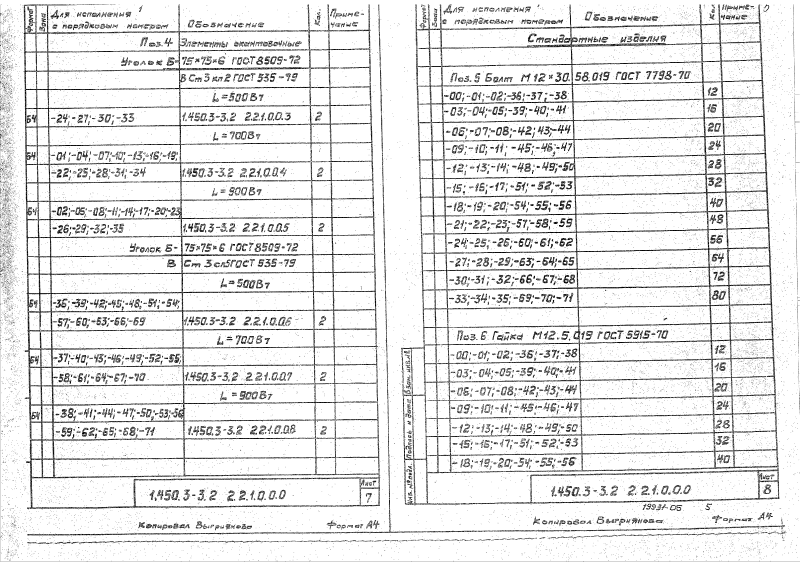 Формат
Зона
Для исполнения
с порядковым номером
Обозначение
Кол.
Приме-
чание
Поз.4 Элементы окантовочные
Уголок Б- 75×75×6 ГОСТ 8509-72
В Ст 3 кп 2 ГОСТ 535-79
L=500 Вт
Б4 -24;-27;-30;-33 1.450.3-3.2 2.2.1.0.0.3 2
L=700Вт
Б4 -01;-04;-07;-10;-13;-16;-19;
-22;-25;-28;-31;-34 1.450.3-3.2 2.2.1.0.0.4 2
L=900Вт
Б4 -02;-05;-08;-11;-14;-17;-20;-23
-26;-29;-32;-35 1.450.3-3.2 2.2.1.0.0.5 2
Уголок Б- 75×75×6 ГОСТ 8509-72
В Ст 3 сп5 ГОСТ 535-79
L=500Вт
Б4 -36;-39;-42;-45;-48;-51;-54;
-57;-60;-63;-66;-69 1.450.3-3.2 2.2.1.0.0.6 2
L=700Вт
Б4 -37;-40;-43;-46;-49;-52;-55;
-58;-61;-64;-67;-70 1.450.3-3.2 2.2.1.0.0.7 2
L=900Вт
Б4 -38;-41;-44;-47;-50;-53;-56
-59;-62;-65;-68;-71 1.450.3-3.2 2.2.1.0.0.8 2
1.450.3-3.2 2.2.1.0.0.0
Лист
7
Копировал Выгриянова Формат А4
Формат
Зона
Для исполнения
с порядковым номером
Обозначение
Кол
Приме-
чание
Стандартные изделия
Поз.5 Болт М12×30.58.019 ГОСТ 7798-70
-00;-01;-02;-36;-37;-38 12
-03;-04;-05;-39;-40;-41 16
-06;-07;-08;-42;43;-44 20
-09;-10;-11;-45;-46;-47 24
-12;-13;-14;-48;-49;-50 28
-15;-16;-17;-51;-52;-53 32
-18;-19;-20;-54;-55;-56 40
-21;-22;-23;-57;-58;-59 48
-24;-25;-26;-60;-61;-62 56
-27;-28;-29;-63;-64;-65 64
-30;-31;-32;-66;-67;-68 72
-33;-34;-35;-69;-70;-71 80
Поз.6 Гайка М12.5.019 ГОСТ 5915-70
-00;-01;-02;-36;-37;-38 12
-03;-04;-05;-39;-40;-41 16
-06;-07;-08;-42;-43;-44 20
-09;-10;-11;-45;-46;-47 24
-12;-13;-14;-48;-49;-50 28
-15;-16;-17;-51;-52;-53 32
-18;-19;-20;-54;-55;-56 40
Инв. № подл. Подпись и дата Взам. инв. №
1.450.3-3.2 2.2.1.0.0.0
Лист
8
19931-05 5
Копировал Выгриянова Формат А4